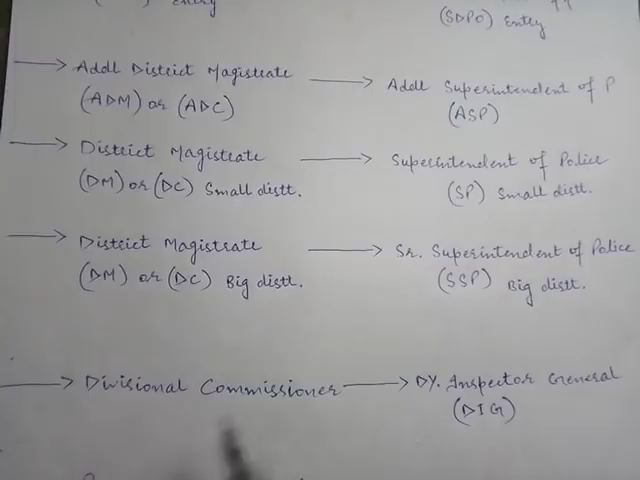 Entry
(SDPO) Entry
Addl District Magistrate
Addl Superintendent of P
(ADM) or (ADC)
(ASP)
District Magistrate
Superintendent of Police
(DM) or (DC) Small distt.
(SP) Small distt.
District Magistrate
Sr. Superintendent of Police
(DM) or (DC) Big distt.
(SSP) Big distt.
Divisional Commissioner
DY. Inspector General
(DIG)